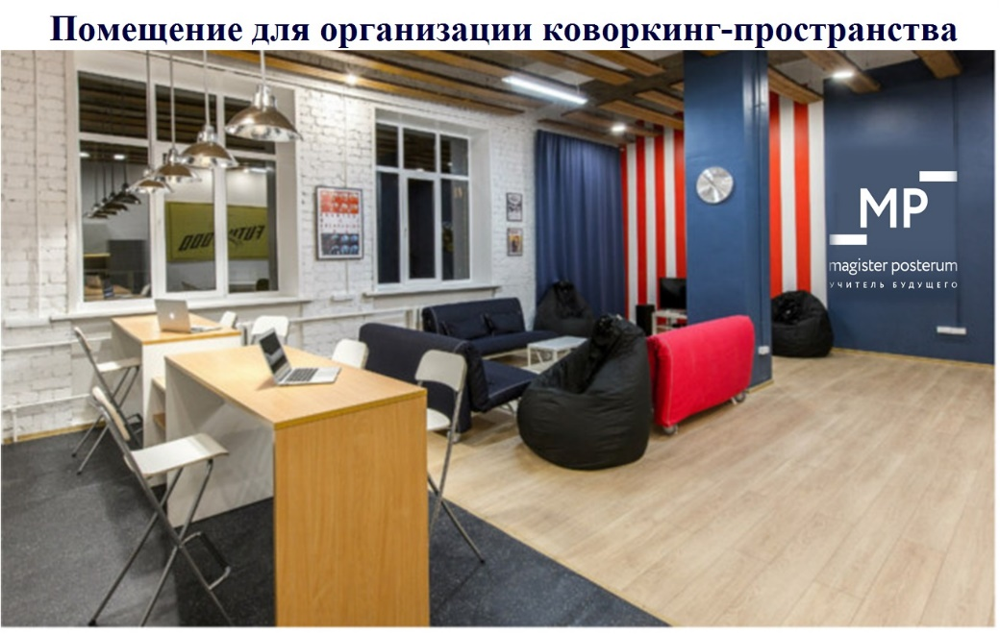 Помещение для организации коворкинг-пространства
MP
magister posterum
УЧИТЕЛЬ БУДУЩЕГО